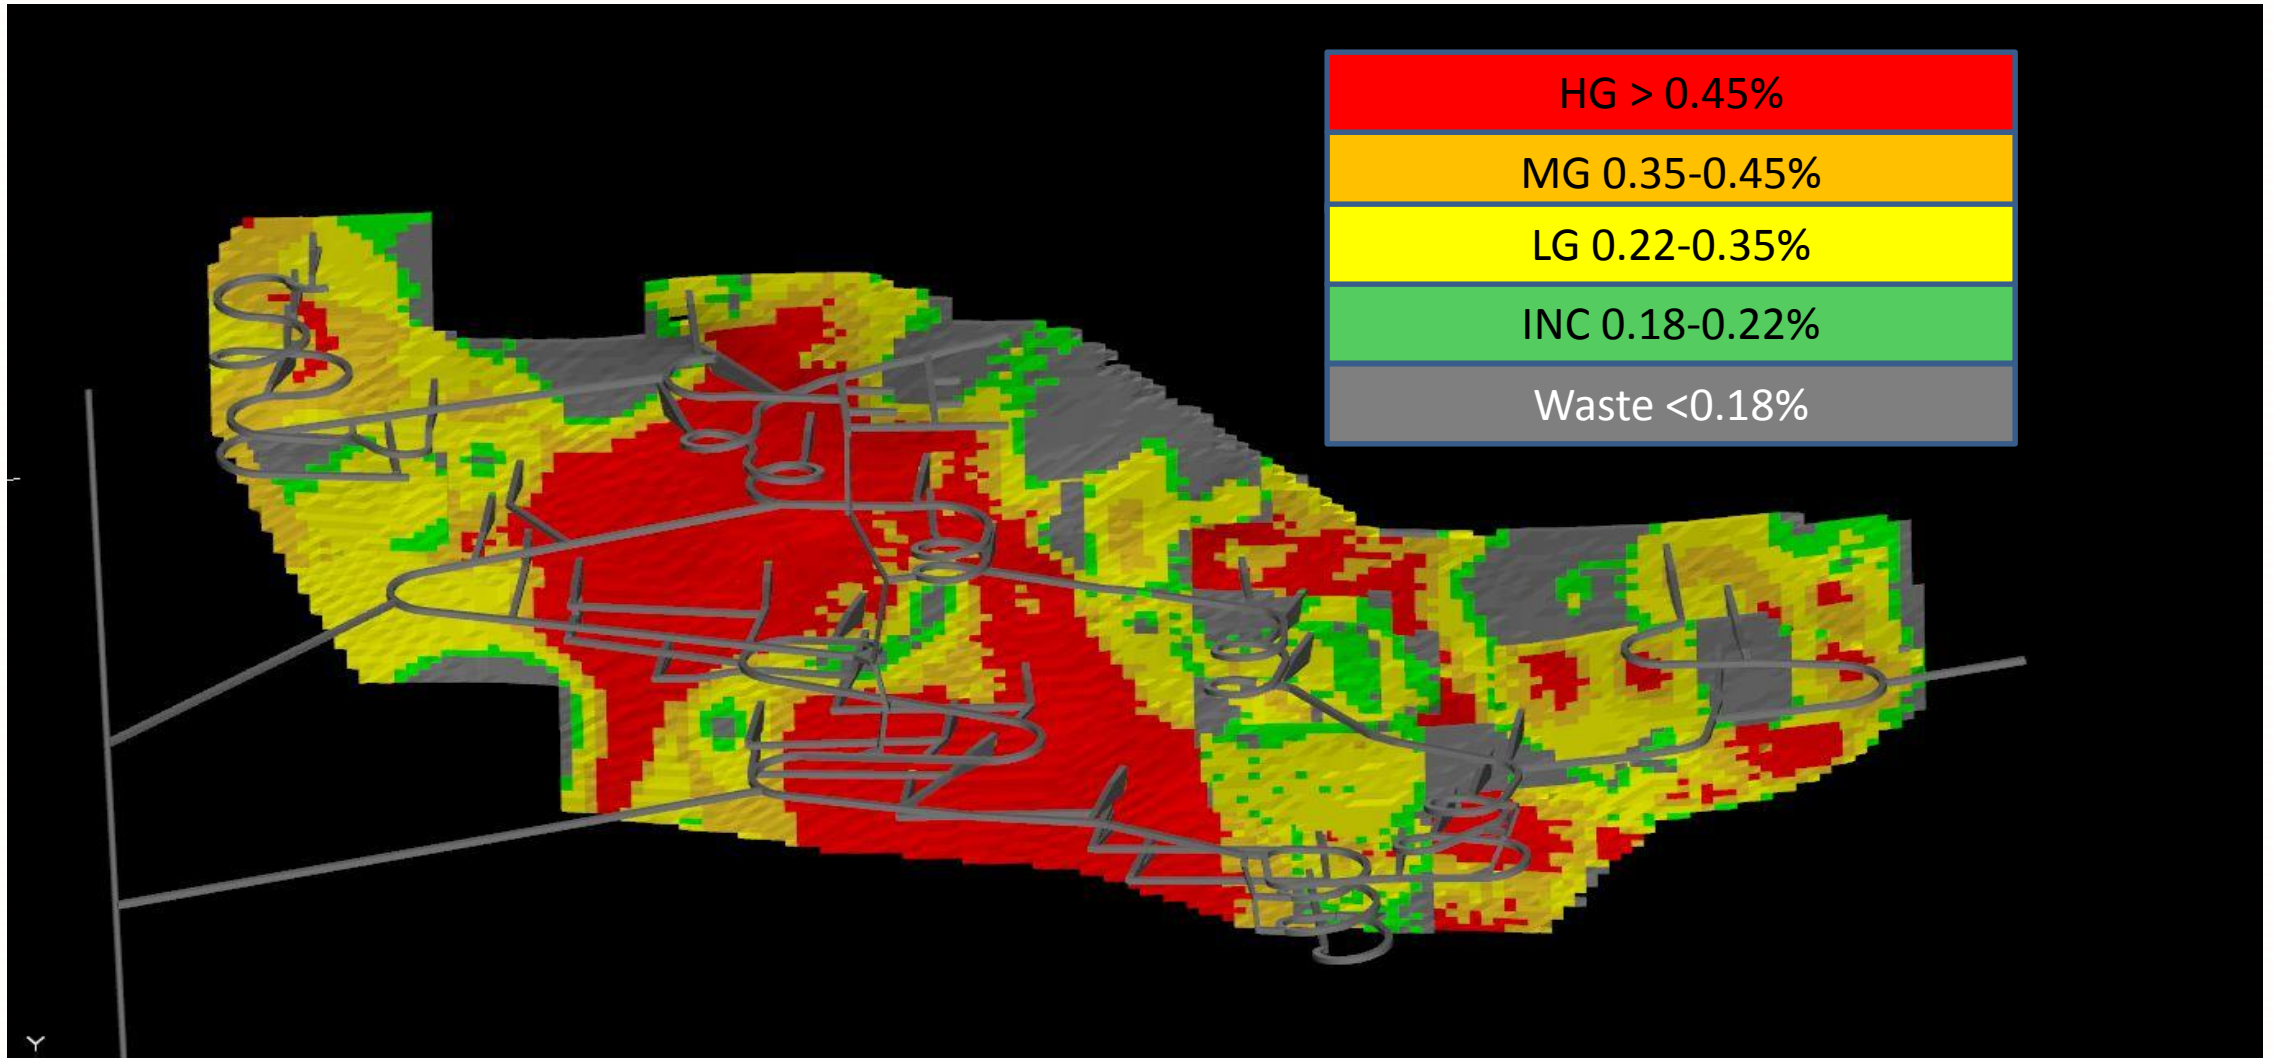 HG > 0.45%
MG 0.35-0.45%
LG 0.22-0.35%
INC 0.18-0.22%
Waste <0.18%
Y